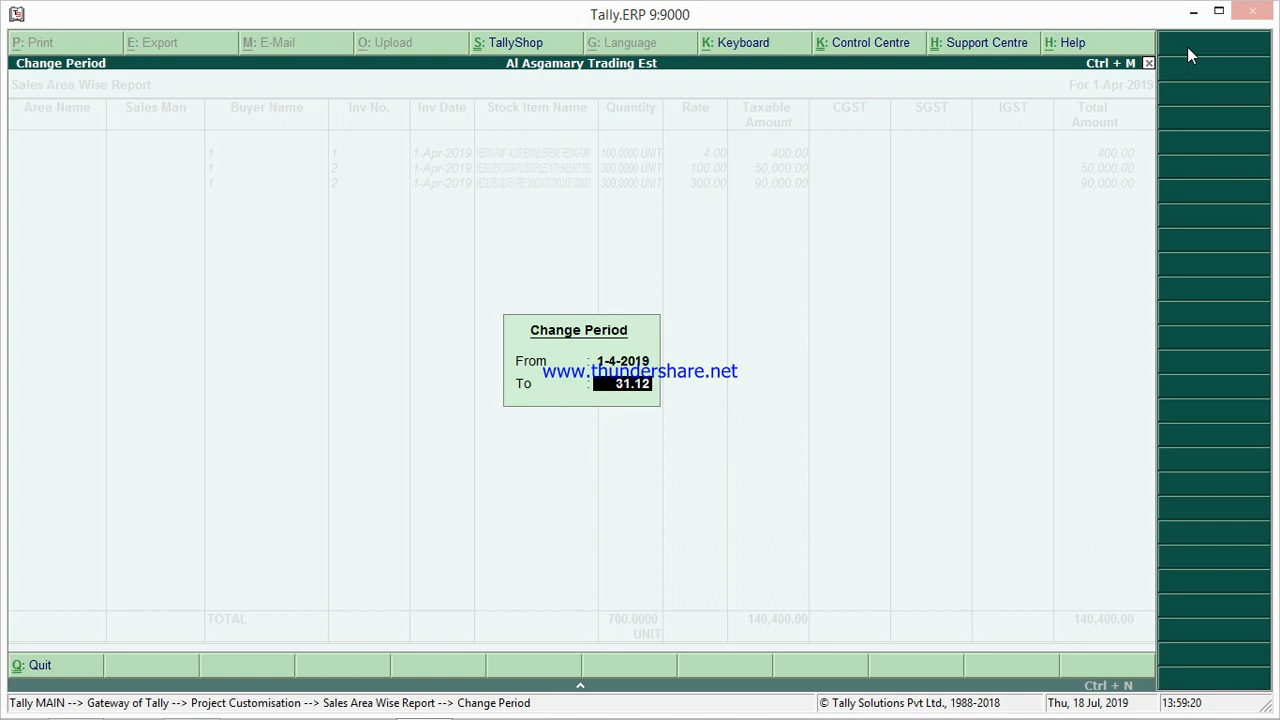 Tally.ERP 9:9000
P: Print E: Export M: E-Mail O: Upload S: TallyShop G: Language K: Keyboard K: Control Centre H: Support Centre H: Help
Change Period Al Asgamary Trading Est Ctrl + M
Sales Area Wise Report For 1-Apr-2019
Area Name Sales Man Buyer Name Inv No. Inv Date Stock Item Name Quantity Rate Taxable Amount CGST SGST IGST Total Amount
1 1 1-Apr-2019 100.0000 UNIT 4.00 400.00 400.00
1 2 1-Apr-2019 300.0000 UNIT 100.00 50,000.00 50,000.00
1 2 1-Apr-2019 300.0000 UNIT 300.00 90,000.00 90,000.00
Change Period
From : 1-4-2019
www.thundershare.net
To : 31.12
TOTAL 700.0000 UNIT 140,400.00 140,400.00
Q: Quit
Ctrl + N
Tally MAIN --> Gateway of Tally --> Project Customisation --> Sales Area Wise Report --> Change Period © Tally Solutions Pvt Ltd., 1988-2018 Thu, 18 Jul, 2019 13:59:20